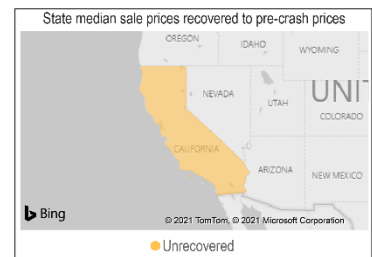 State median sale prices recovered to pre-crash prices
OREGON
IDAHO
WYOMING
NEVADA
UTAH
UNI
COLORADO
CALIFORNIA
ARIZONA
NEW MEXICO
Bing
© 2021 TomTom, © 2021 Microsoft Corporation
Unrecovered